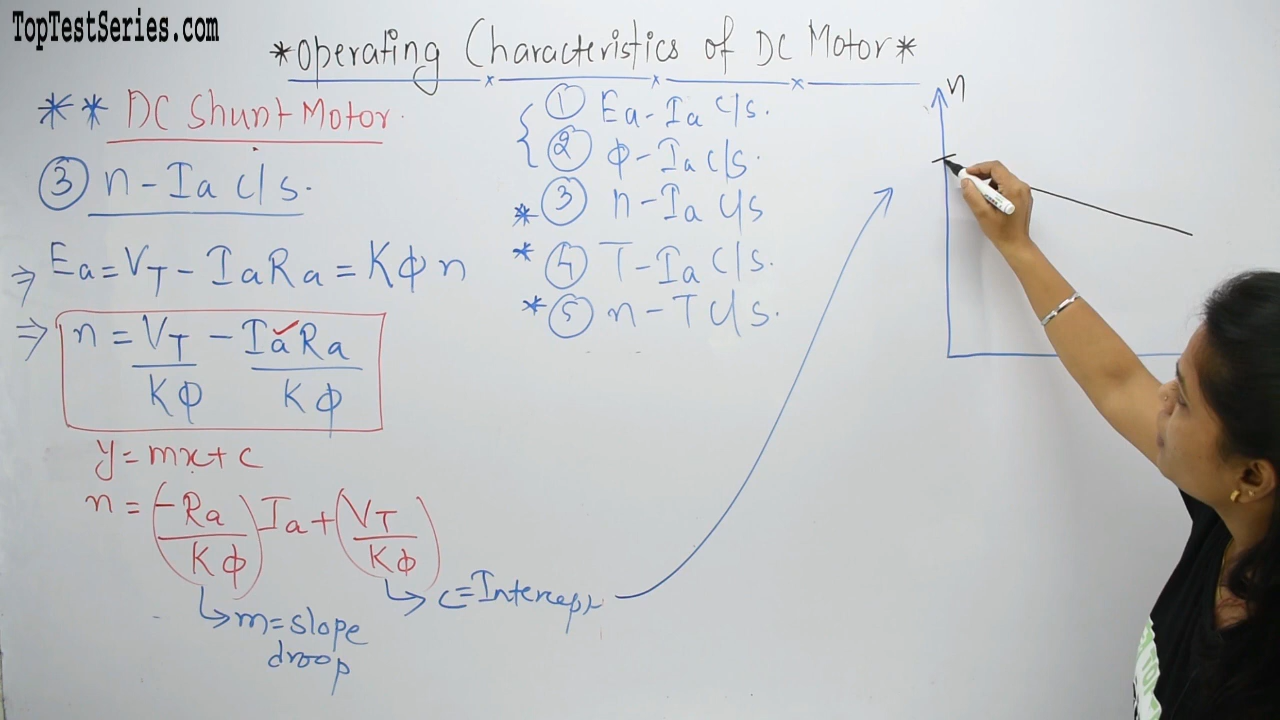 TopTestSeries.com
*Operating Characteristics of DC Motor*
** DC Shunt Motor
③ n - Ia c/s.
⇒ Ea = VT - IaRa = Kφn
⇒ n = VT/Kφ - IaRa/Kφ
y = mx + c
n = (-Ra/Kφ) Ia + (VT/Kφ)
m = slope
droop
c = Intercept
① Ea - Ia c/s.
② φ - Ia c/s.
* ③ n - Ia c/s
* ④ T - Ia c/s.
* ⑤ n - T c/s.
n